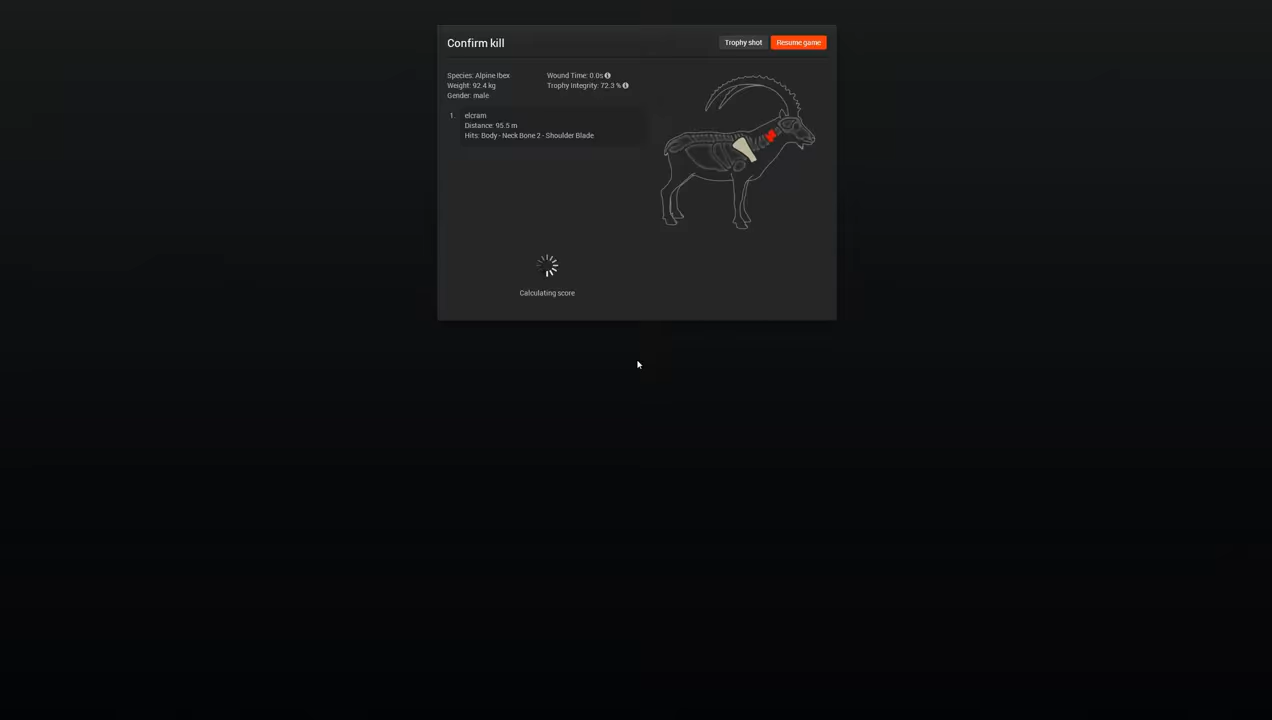 Confirm kill
Trophy shot
Resume game
Species: Alpine Ibex
Weight: 92.4 kg
Gender: male
Wound Time: 0.0s
Trophy Integrity: 72.3 %
1.
elcram
Distance: 95.5 m
Hits: Body - Neck Bone 2 - Shoulder Blade
Calculating score